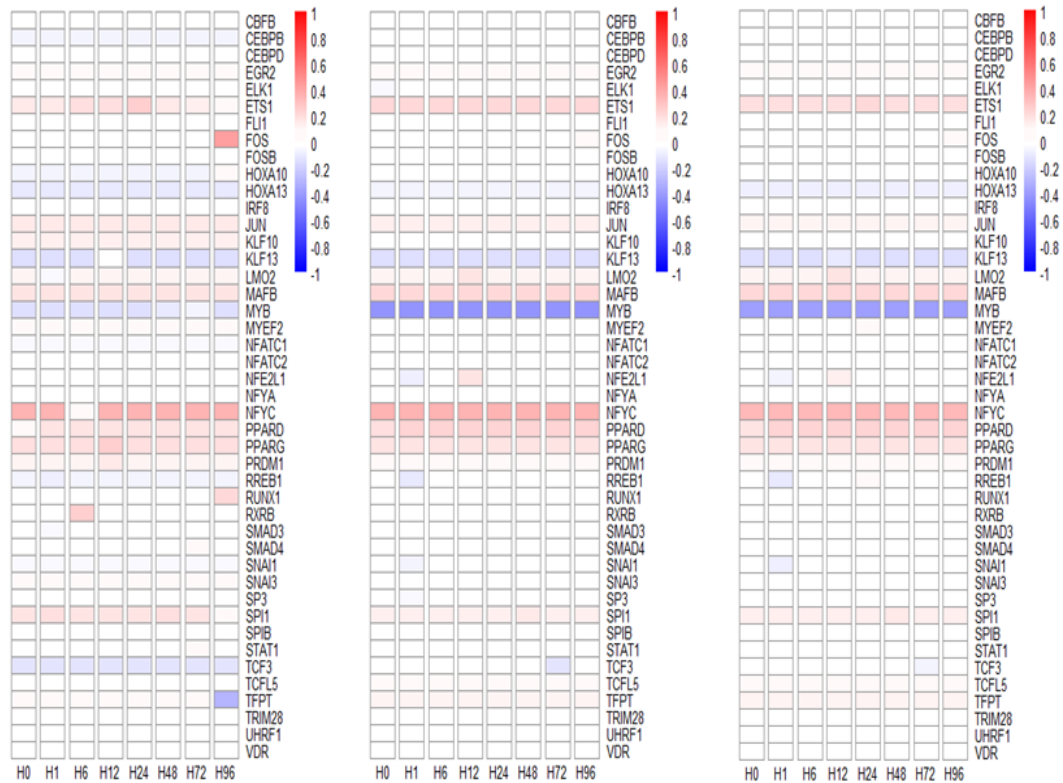 CBFB
CEBPB
CEBPD
EGR2
ELK1
ETS1
FLI1
FOS
FOSB
HOXA10
HOXA13
IRF8
JUN
KLF10
KLF13
LMO2
MAFB
MYB
MYEF2
NFATC1
NFATC2
NFE2L1
NFYA
NFYC
PPARD
PPARG
PRDM1
RREB1
RUNX1
RXRB
SMAD3
SMAD4
SNAI1
SNAI3
SP3
SPI1
SPIB
STAT1
TCF3
TCFL5
TFPT
TRIM28
UHRF1
VDR
H0 H1 H6 H12 H24 H48 H72 H96
1
0.8
0.6
0.4
0.2
0
-0.2
-0.4
-0.6
-0.8
-1
CBFB
CEBPB
CEBPD
EGR2
ELK1
ETS1
FLI1
FOS
FOSB
HOXA10
HOXA13
IRF8
JUN
KLF10
KLF13
LMO2
MAFB
MYB
MYEF2
NFATC1
NFATC2
NFE2L1
NFYA
NFYC
PPARD
PPARG
PRDM1
RREB1
RUNX1
RXRB
SMAD3
SMAD4
SNAI1
SNAI3
SP3
SPI1
SPIB
STAT1
TCF3
TCFL5
TFPT
TRIM28
UHRF1
VDR
H0 H1 H6 H12 H24 H48 H72 H96
1
0.8
0.6
0.4
0.2
0
-0.2
-0.4
-0.6
-0.8
-1
CBFB
CEBPB
CEBPD
EGR2
ELK1
ETS1
FLI1
FOS
FOSB
HOXA10
HOXA13
IRF8
JUN
KLF10
KLF13
LMO2
MAFB
MYB
MYEF2
NFATC1
NFATC2
NFE2L1
NFYA
NFYC
PPARD
PPARG
PRDM1
RREB1
RUNX1
RXRB
SMAD3
SMAD4
SNAI1
SNAI3
SP3
SPI1
SPIB
STAT1
TCF3
TCFL5
TFPT
TRIM28
UHRF1
VDR
H0 H1 H6 H12 H24 H48 H72 H96
1
0.8
0.6
0.4
0.2
0
-0.2
-0.4
-0.6
-0.8
-1